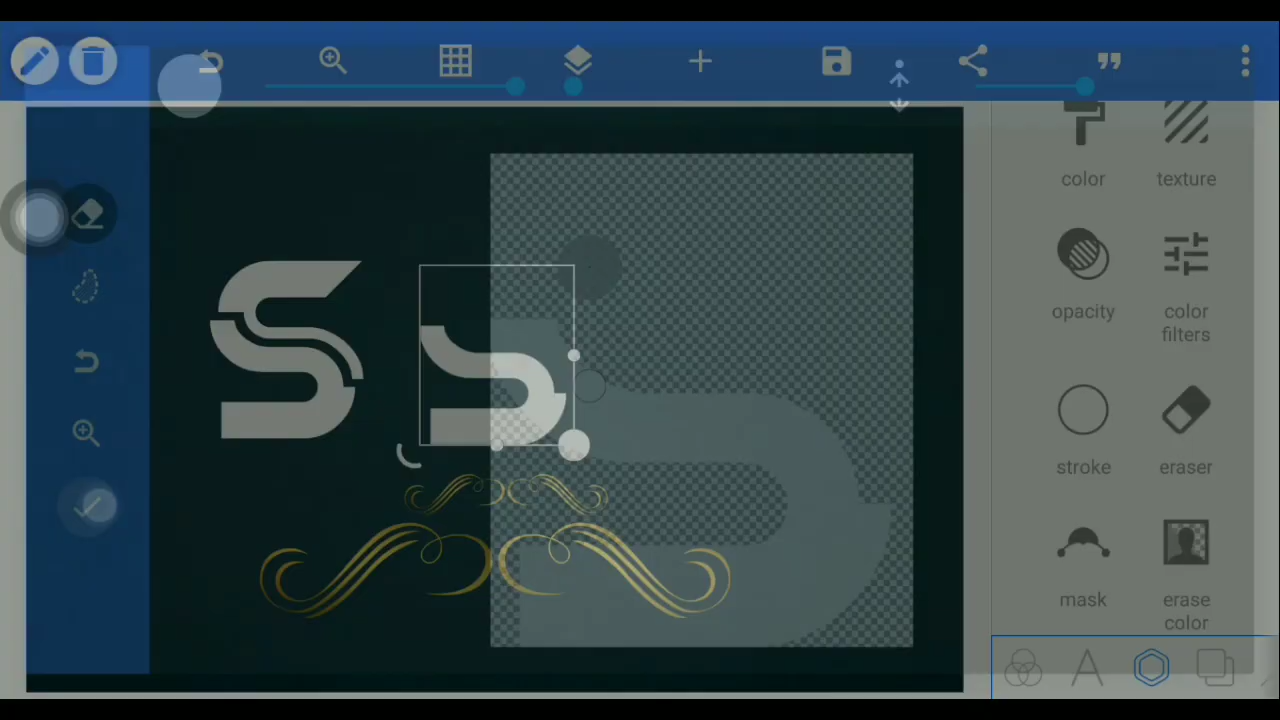 color texture
opacity color
filters
stroke eraser
mask erase
color
S